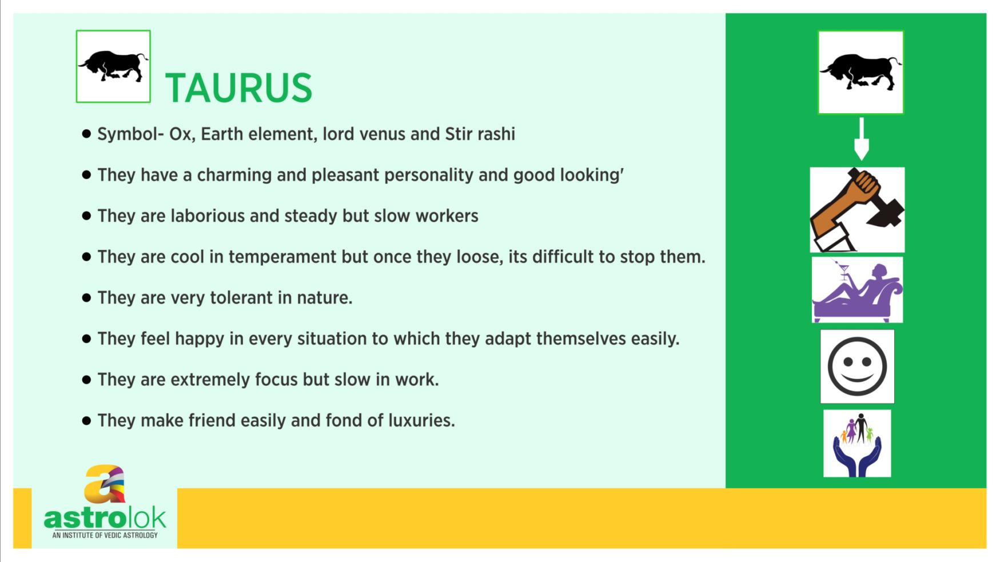 TAURUS
● Symbol- Ox, Earth element, lord venus and Stir rashi
● They have a charming and pleasant personality and good looking'
● They are laborious and steady but slow workers
● They are cool in temperament but once they loose, its difficult to stop them.
● They are very tolerant in nature.
● They feel happy in every situation to which they adapt themselves easily.
● They are extremely focus but slow in work.
● They make friend easily and fond of luxuries.
a
astrolok
AN INSTITUTE OF VEDIC ASTROLOGY